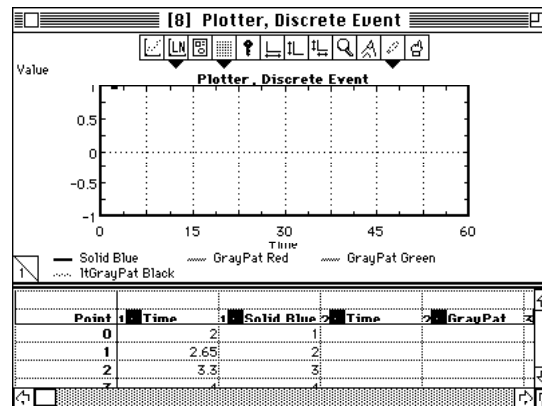 [8] Plotter, Discrete Event
LN
Value
Plotter, Discrete Event
1
0.5
0
-0.5
-1
0 15 30 45 60
Time
Solid Blue GrayPat Red GrayPat Green
1
ltGrayPat Black
Point 1 Time 1 Solid Blue 2 Time 2 GrayPat 3
0 2 1
1 2.65 2
2 3.3 3